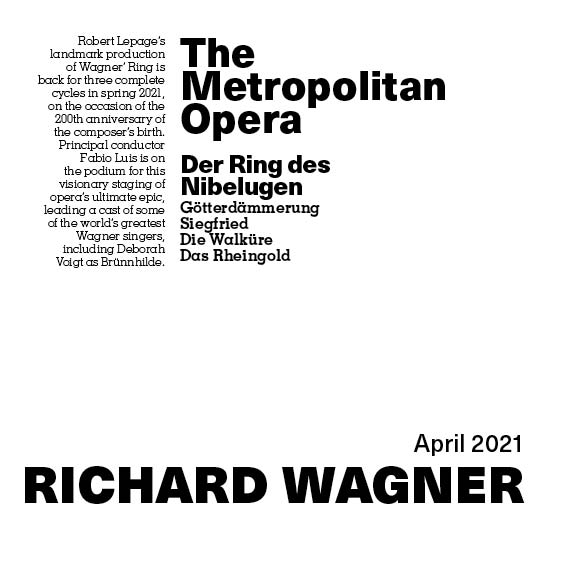 Robert Lepage's
landmark production
of Wagner' Ring is
back for three complete
cycles in spring 2021,
on the occasion of the
200th anniversary of
the composer's birth.
Principal conductor
Fabio Luis is on
the podium for this
visionary staging of
opera's ultimate epic,
leading a cast of some
of the world's greatest
Wagner singers,
including Deborah
Voigt as Brünnhilde.
The
Metropolitan
Opera
Der Ring des
Nibelugen
Götterdämmerung
Siegfried
Die Walküre
Das Rheingold
April 2021
RICHARD WAGNER